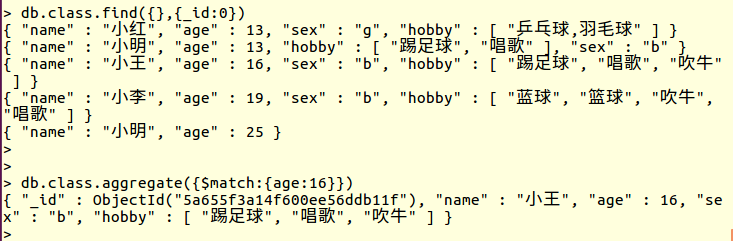 > db.class.find({},{_id:0})
{ "name" : "小红", "age" : 13, "sex" : "g", "hobby" : [ "乒乓球,羽毛球" ] }
{ "name" : "小明", "age" : 13, "hobby" : [ "踢足球", "唱歌" ], "sex" : "b" }
{ "name" : "小王", "age" : 16, "sex" : "b", "hobby" : [ "踢足球", "唱歌", "吹牛"
 ] }
{ "name" : "小李", "age" : 19, "sex" : "b", "hobby" : [ "蓝球", "篮球", "吹牛",
"唱歌" ] }
{ "name" : "小明", "age" : 25 }
>
>
> db.class.aggregate({$match:{age:16}})
{ "_id" : ObjectId("5a655f3a14f600ee56ddb11f"), "name" : "小王", "age" : 16, "se
x" : "b", "hobby" : [ "踢足球", "唱歌", "吹牛" ] }
>